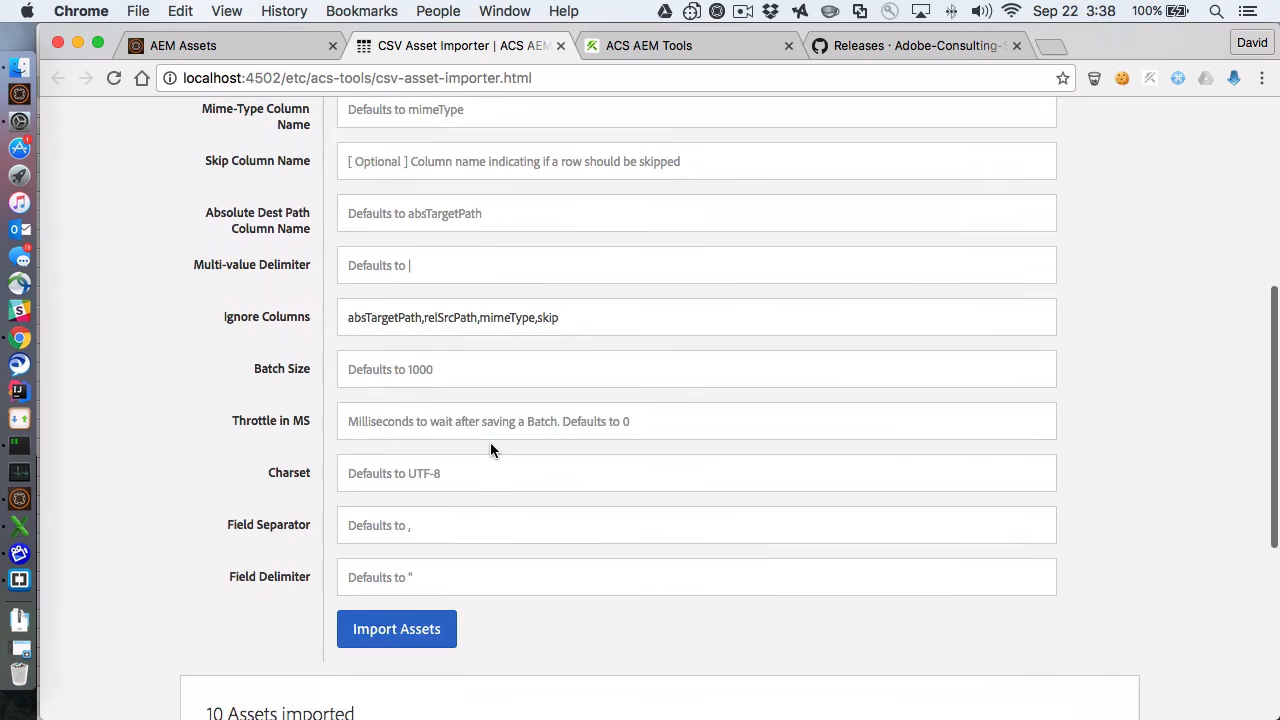 Chrome File Edit View History Bookmarks People Window Help Sep 22 3:38 100%
AEM Assets
CSV Asset Importer | ACS AEM
ACS AEM Tools
Releases · Adobe-Consulting-
David
localhost:4502/etc/acs-tools/csv-asset-importer.html
Mime-Type Column
Name
Defaults to mimeType
Skip Column Name
[ Optional ] Column name indicating if a row should be skipped
Absolute Dest Path
Column Name
Defaults to absTargetPath
Multi-value Delimiter
Defaults to |
Ignore Columns
absTargetPath,relSrcPath,mimeType,skip
Batch Size
Defaults to 1000
Throttle in MS
Milliseconds to wait after saving a Batch. Defaults to 0
Charset
Defaults to UTF-8
Field Separator
Defaults to ,
Field Delimiter
Defaults to "
Import Assets
10 Assets imported